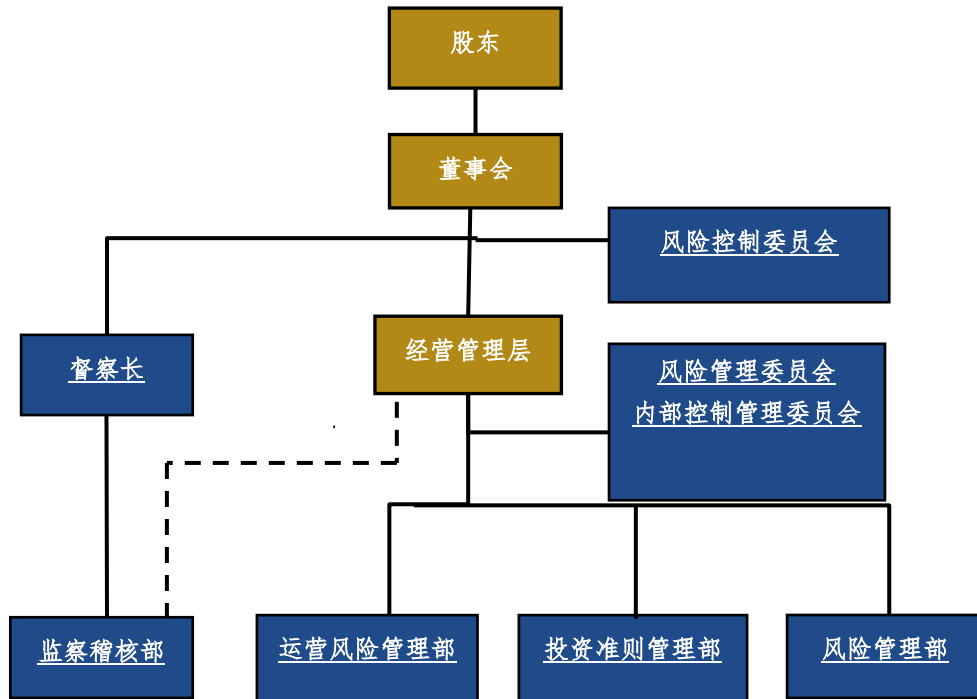 股东
董事会
风险控制委员会
经营管理层
督察长
风险管理委员会
内部控制管理委员会
监察稽核部
运营风险管理部
投资准则管理部
风险管理部